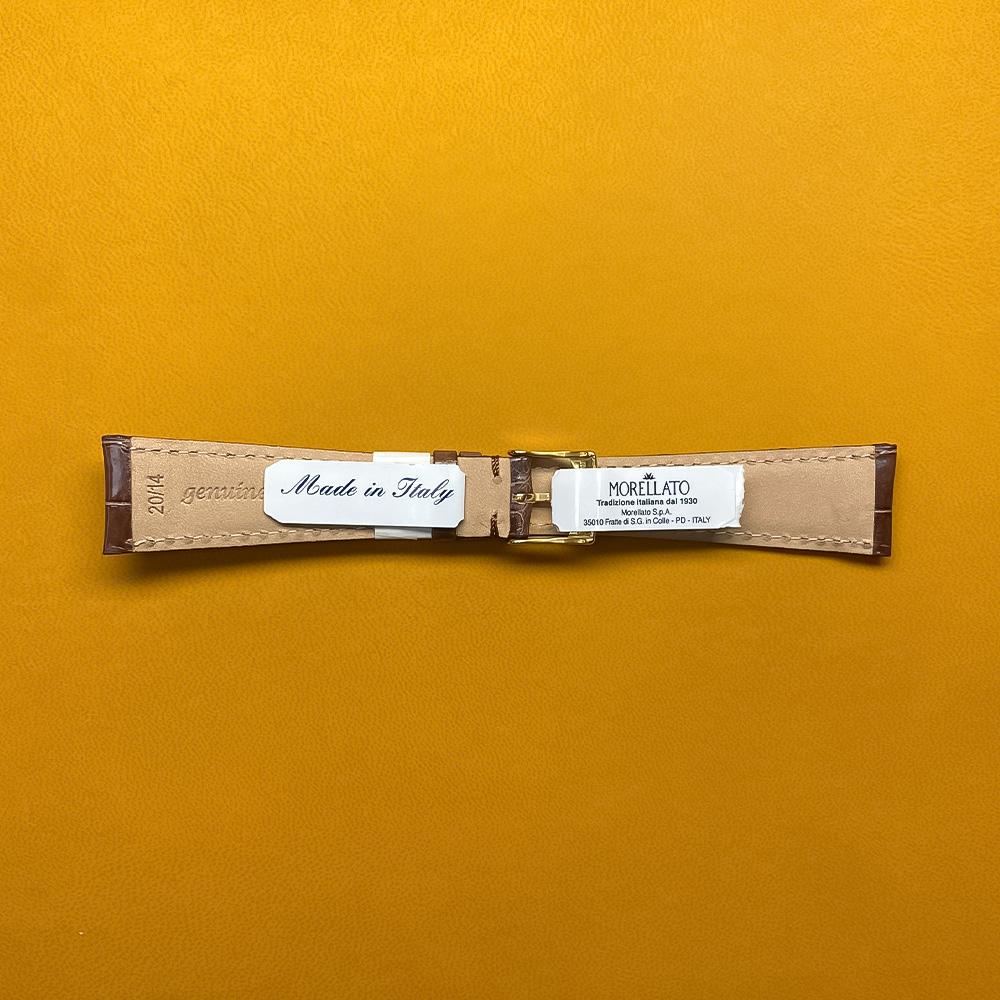 20/14
genuine
Made in Italy
MORELLATO
Tradizione italiana dal 1930
Morellato S.p.A.
35010 Fratte di S.G. in Colle - PD - ITALY